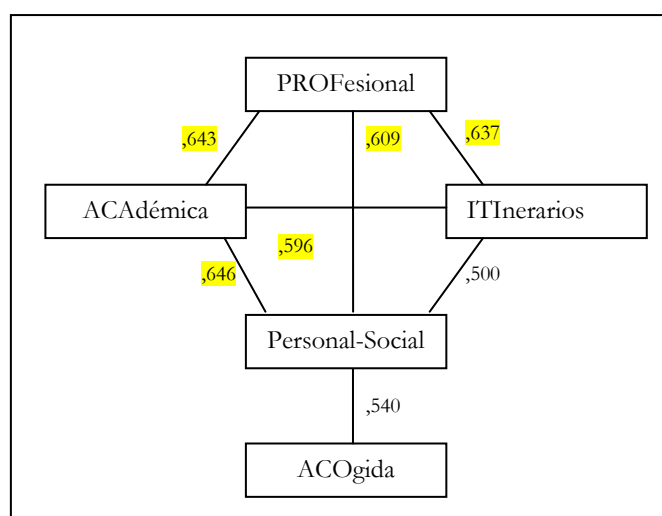 PROFesional
,643
,609
,637
ACAdémica
ITInerarios
,596
,646
,500
Personal-Social
,540
ACOgida